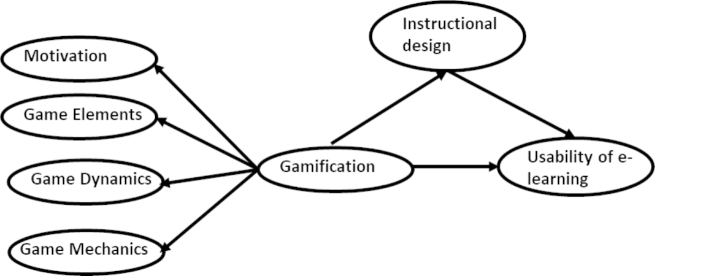 Instructional
design
Motivation
Game Elements
Game Dynamics
Gamification
Usability of e-
learning
Game Mechanics